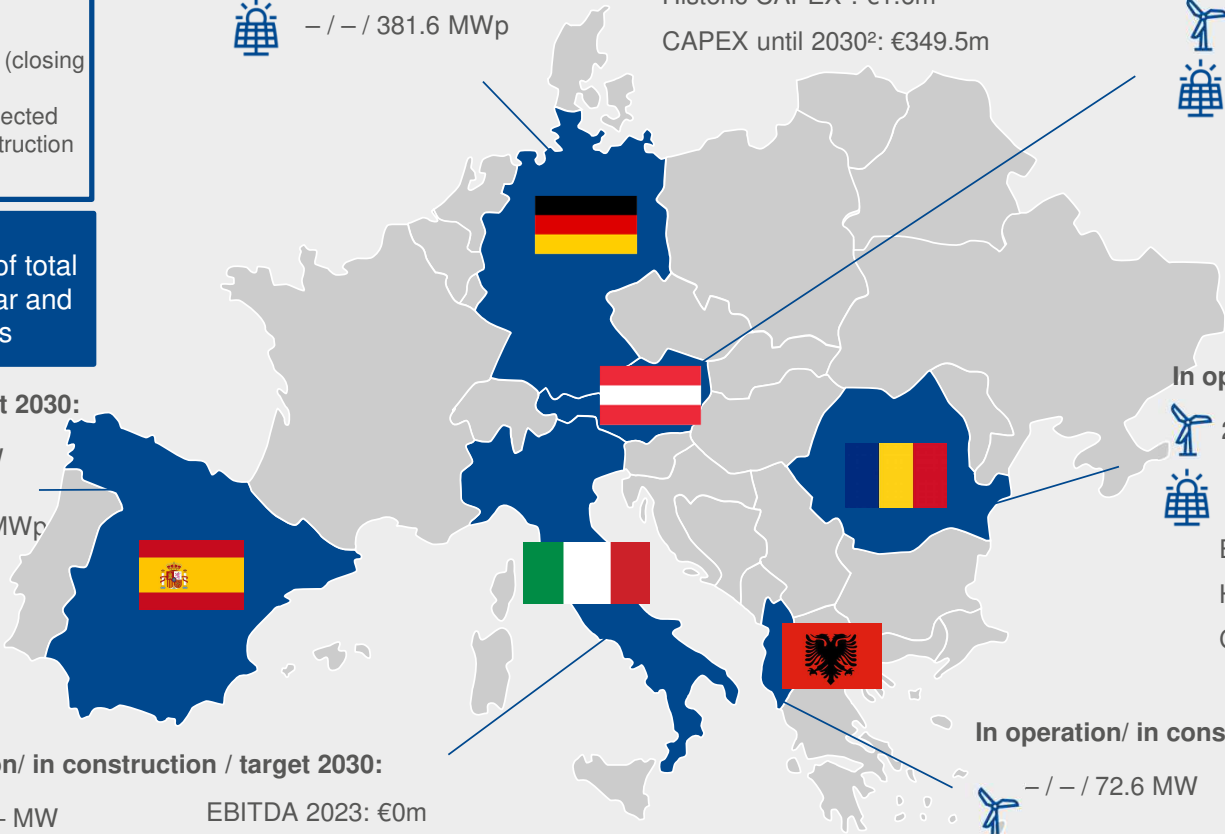 – / – / 381.6 MWp
CAPEX until 2030²: €349.5m
(closing
ected
truction
of total
ar and
s
t 2030:
MWp
In op
In operation/ in cons
– / – / 72.6 MW
on/ in construction / target 2030:
EBITDA 2023: €0m
- MW